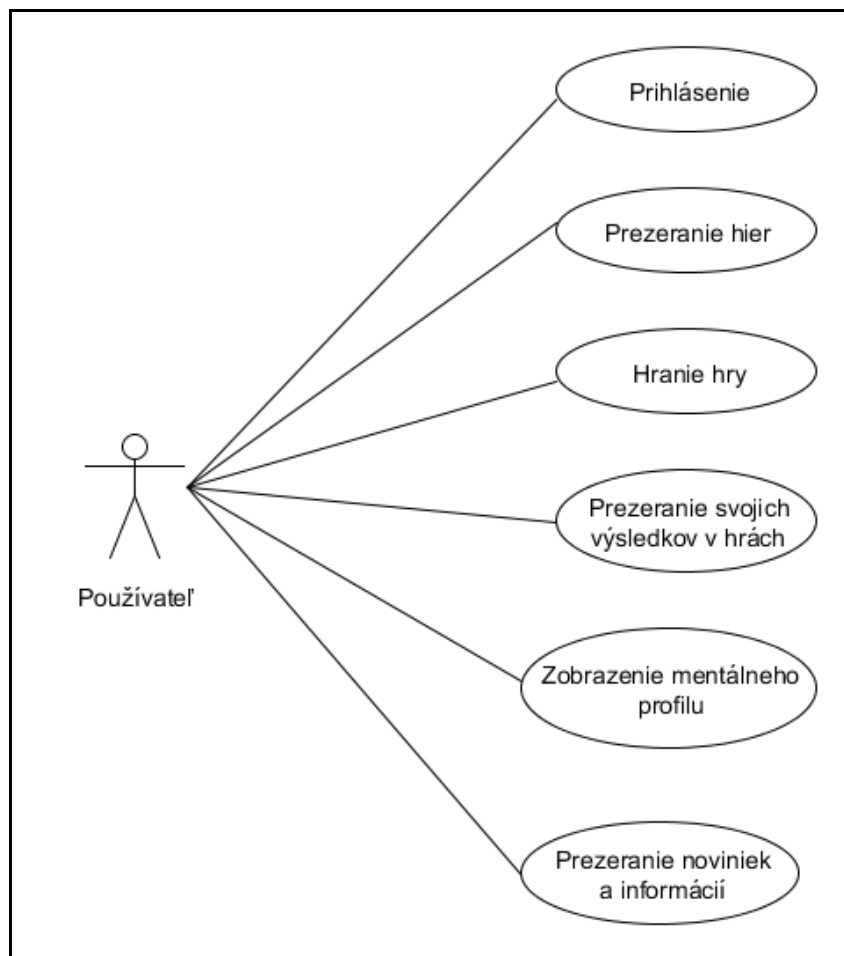 Prihlásenie
Prezeranie hier
Hranie hry
Prezeranie svojich
výsledkov v hrách
Používateľ
Zobrazenie mentálneho
profilu
Prezeranie noviniek
a informácií